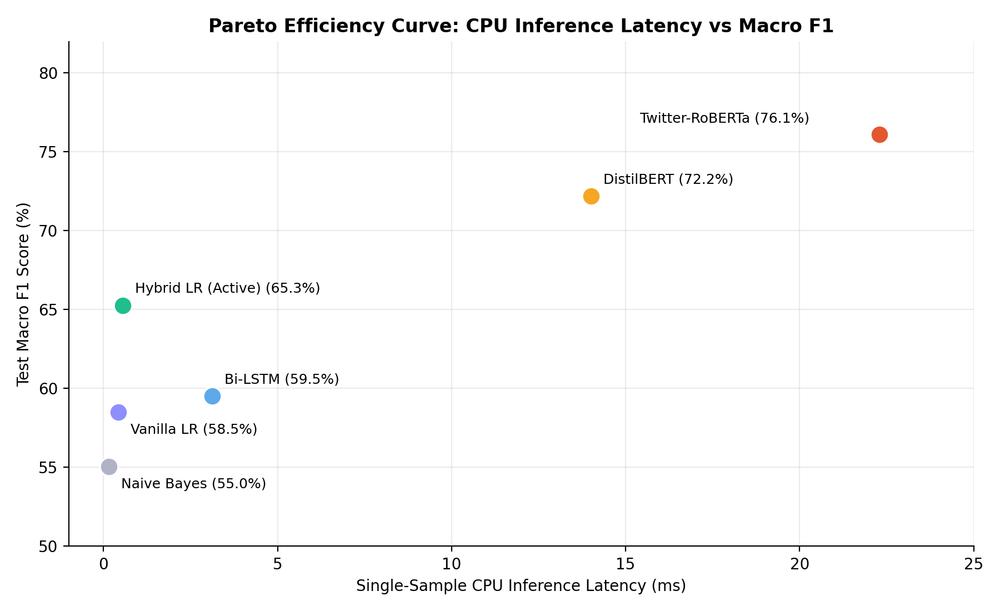 Pareto Efficiency Curve: CPU Inference Latency vs Macro F1
Test Macro F1 Score (%)
80
75
70
65
60
55
50
Twitter-RoBERTa (76.1%)
DistilBERT (72.2%)
Hybrid LR (Active) (65.3%)
Bi-LSTM (59.5%)
Vanilla LR (58.5%)
Naive Bayes (55.0%)
0
5
10
15
20
25
Single-Sample CPU Inference Latency (ms)